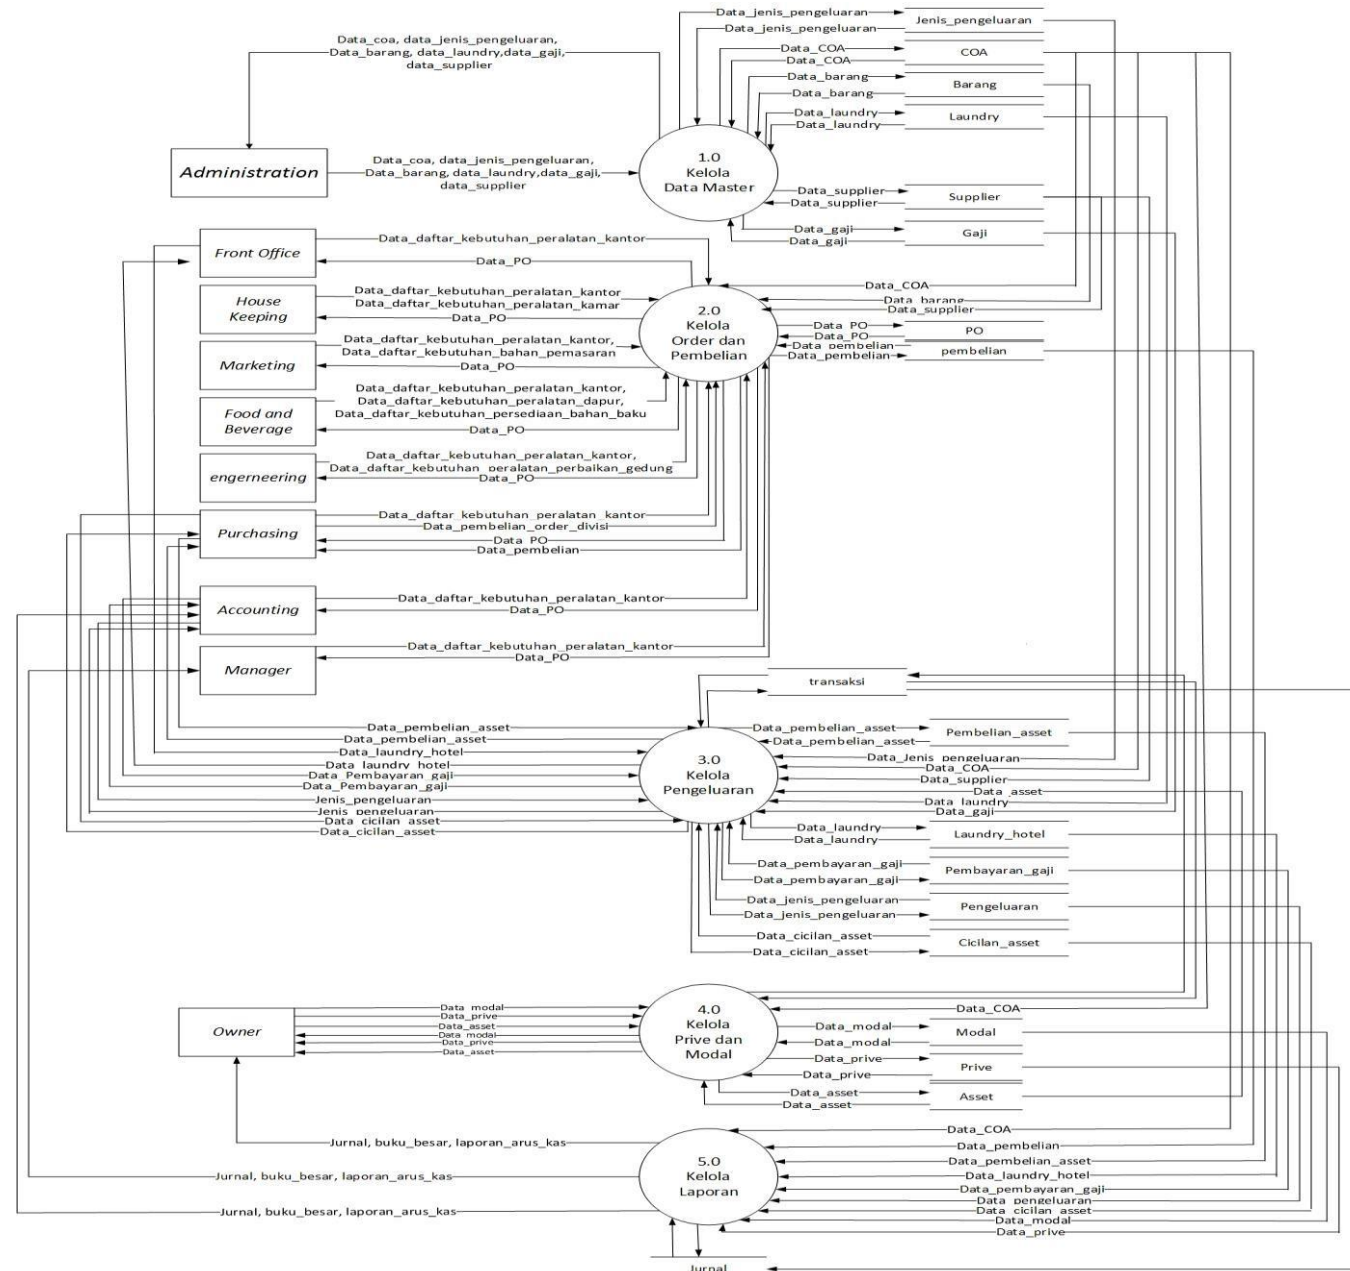 Data_jenis_pengeluaran
Jenis_pengeluaran
Data_jenis_pengeluaran
Data_coa, data_jenis_pengeluaran,
Data_barang, data_laundry,data_gaji,
data_supplier
Data_COA
COA
Data_COA
Data_barang
Barang
Data_barang
Data_laundry
Laundry
Data_laundry
Administration
Data_coa, data_jenis_pengeluaran,
Data_barang, data_laundry,data_gaji,
data_supplier
1.0
Kelola
Data Master
Data_supplier
Supplier
Data_supplier
Data_gaji
Gaji
Data_gaji
Front Office
Data_daftar_kebutuhan_peralatan_kantor
Data_PO
House
Keeping
Data_daftar_kebutuhan_peralatan_kantor
Data_daftar_kebutuhan_peralatan_kamar
Data_PO
2.0
Kelola
Order dan
Pembelian
Data_COA
Data_barang
Data_supplier
Data_PO
PO
Data_PO
Data_pembelian
pembelian
Data_pembelian
Marketing
Data_daftar_kebutuhan_peralatan_kantor,
Data_daftar_kebutuhan_bahan_pemasaran
Data_PO
Food and
Beverage
Data_daftar_kebutuhan_peralatan_kantor,
Data_daftar_kebutuhan_peralatan_dapur,
Data_daftar_kebutuhan_persediaan_bahan_baku
Data_PO
engerneering
Data_daftar_kebutuhan_peralatan_kantor,
Data_daftar_kebutuhan_peralatan_perbaikan_gedung
Data_PO
Purchasing
Data_daftar_kebutuhan_peralatan_kantor
Data_pembelian_order_divisi
Data_PO
Data_pembelian
Accounting
Data_daftar_kebutuhan_peralatan_kantor
Data_PO
Manager
Data_daftar_kebutuhan_peralatan_kantor
Data_PO
transaksi
Data_pembelian_asset
Data_pembelian_asset
Data_laundry_hotel
Data_laundry_hotel
Data_Pembayaran_gaji
Data_Pembayaran_gaji
Jenis_pengeluaran
Jenis_pengeluaran
Data_cicilan_asset
Data_cicilan_asset
3.0
Kelola
Pengeluaran
Data_pembelian_asset
Pembelian_asset
Data_pembelian_asset
Data_Jenis_pengeluaran
Data_COA
Data_supplier
Data_asset
Data_laundry
Data_gaji
Data_laundry
Laundry_hotel
Data_laundry
Data_pembayaran_gaji
Pembayaran_gaji
Data_pembayaran_gaji
Data_jenis_pengeluaran
Pengeluaran
Data_jenis_pengeluaran
Data_cicilan_asset
Cicilan_asset
Data_cicilan_asset
Owner
Data_modal
Data_prive
Data_asset
Data_modal
Data_prive
Data_asset
4.0
Kelola
Prive dan
Modal
Data_COA
Data_modal
Modal
Data_modal
Data_prive
Prive
Data_prive
Data_asset
Asset
Data_asset
Jurnal, buku_besar, laporan_arus_kas
Jurnal, buku_besar, laporan_arus_kas
Jurnal, buku_besar, laporan_arus_kas
5.0
Kelola
Laporan
Data_COA
Data_pembelian
Data_pembelian_asset
Data_laundry_hotel
Data_pembayaran_gaji
Data_pengeluaran
Data_cicilan_asset
Data_modal
Data_prive
Jurnal